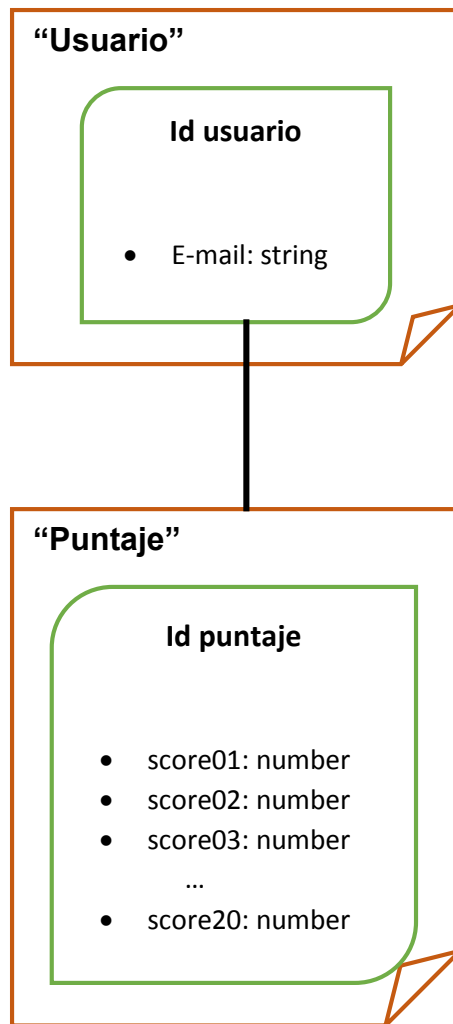 “Usuario”
Id usuario
• E-mail: string
“Puntaje”
Id puntaje
• score01: number
• score02: number
• score03: number
...
• score20: number